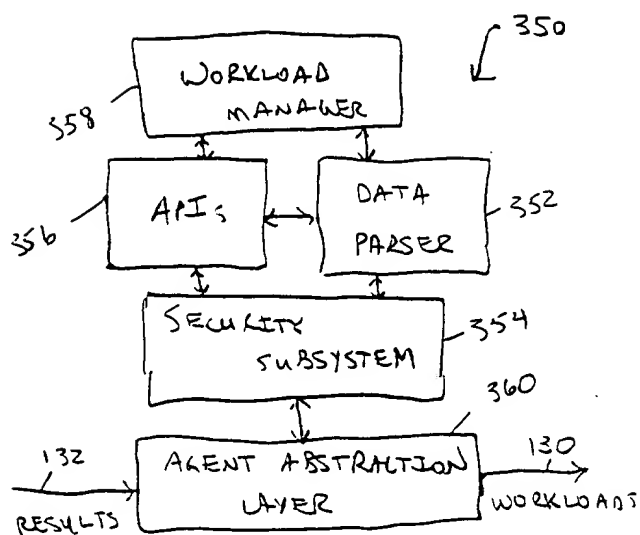 350
WORKLOAD
MANAGER
358
APIs
DATA
PARSER
356
352
SECURITY
SUBSYSTEM
354
360
132
AGENT ABSTRACTION
LAYER
130
RESULTS
WORKLOADS